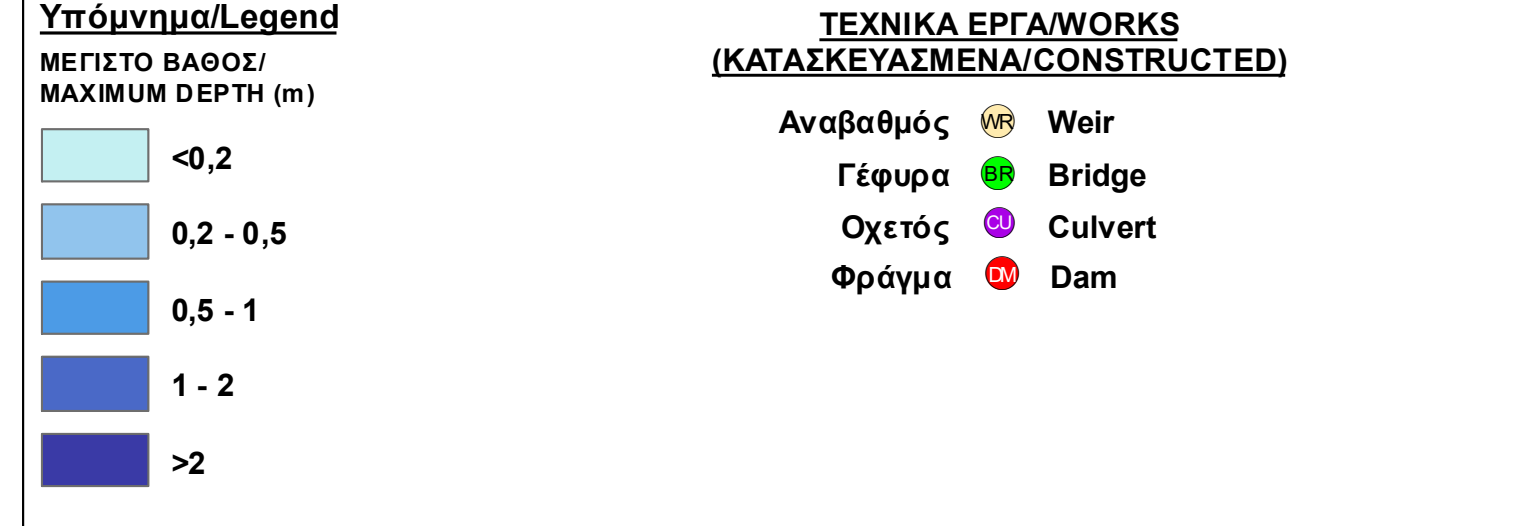 Υπόμνημα/Legend
ΜΕΓΙΣΤΟ ΒΑΘΟΣ/
MAXIMUM DEPTH (m)
<0,2
0,2 - 0,5
0,5 - 1
1 - 2
>2
ΤΕΧΝΙΚΑ ΕΡΓΑ/WORKS
(ΚΑΤΑΣΚΕΥΑΣΜΕΝΑ/CONSTRUCTED)
Αναβαθμός WR Weir
Γέφυρα BR Bridge
Οχετός CU Culvert
Φράγμα DM Dam